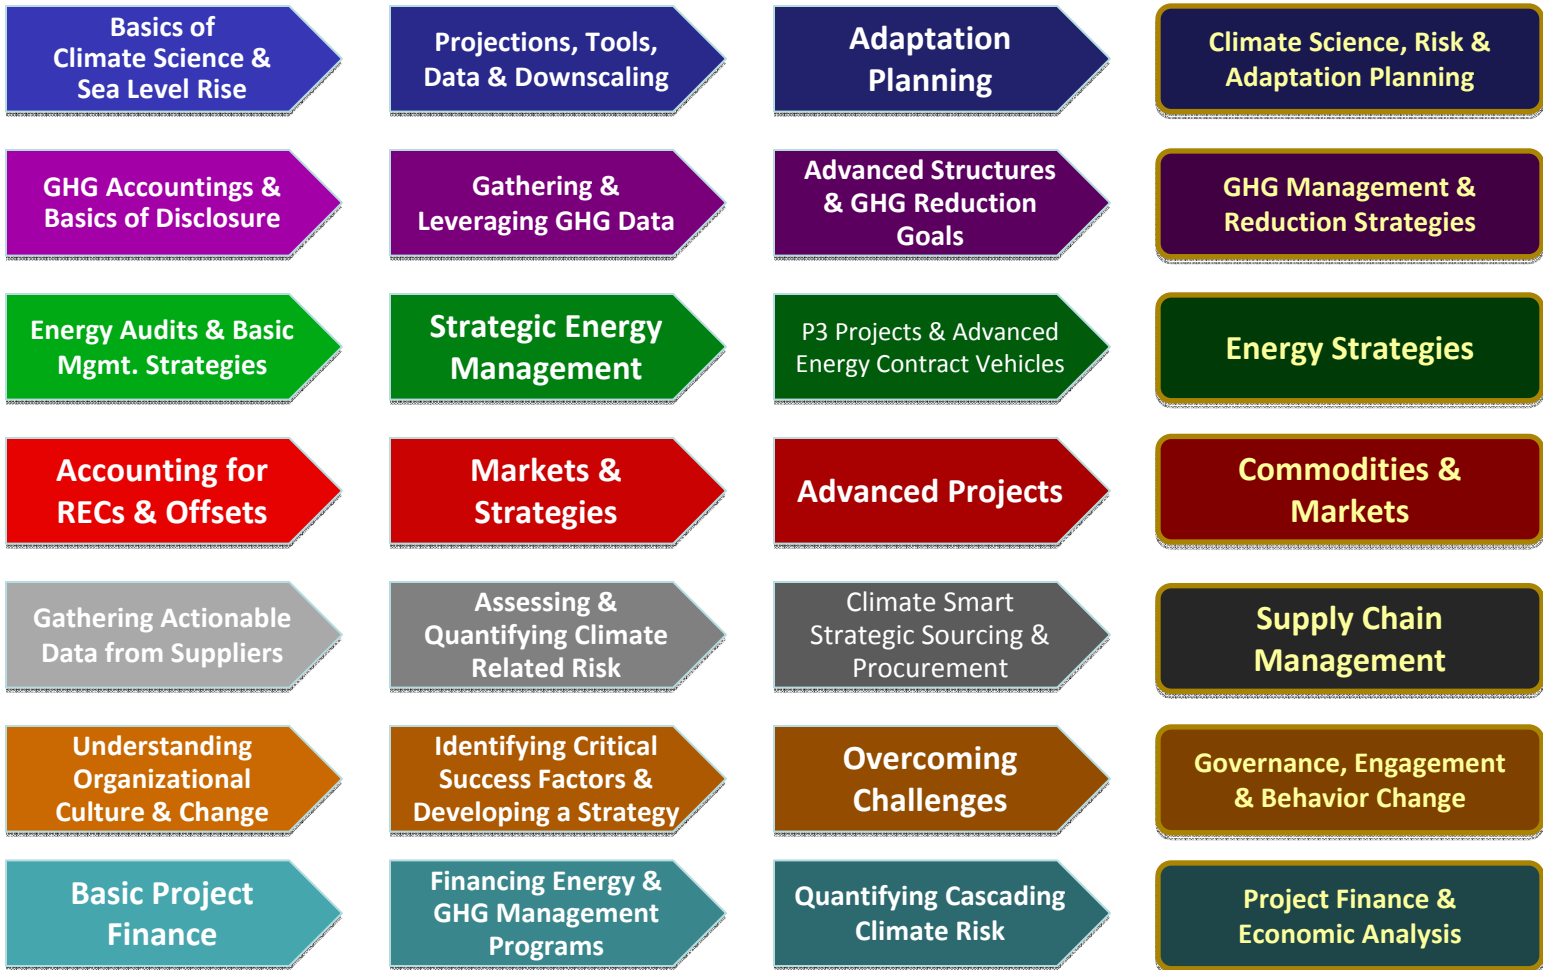 Basics of
Climate Science &
Sea Level Rise
Projections, Tools,
Data & Downscaling
Adaptation
Planning
Climate Science, Risk &
Adaptation Planning
GHG Accountings &
Basics of Disclosure
Gathering &
Leveraging GHG Data
Advanced Structures
& GHG Reduction
Goals
GHG Management &
Reduction Strategies
Energy Audits & Basic
Mgmt. Strategies
Strategic Energy
Management
P3 Projects & Advanced
Energy Contract Vehicles
Energy Strategies
Accounting for
RECs & Offsets
Markets &
Strategies
Advanced Projects
Commodities &
Markets
Gathering Actionable
Data from Suppliers
Assessing &
Quantifying Climate
Related Risk
Climate Smart
Strategic Sourcing &
Procurement
Supply Chain
Management
Understanding
Organizational
Culture & Change
Identifying Critical
Success Factors &
Developing a Strategy
Overcoming
Challenges
Governance, Engagement
& Behavior Change
Basic Project
Finance
Financing Energy &
GHG Management
Programs
Quantifying Cascading
Climate Risk
Project Finance &
Economic Analysis